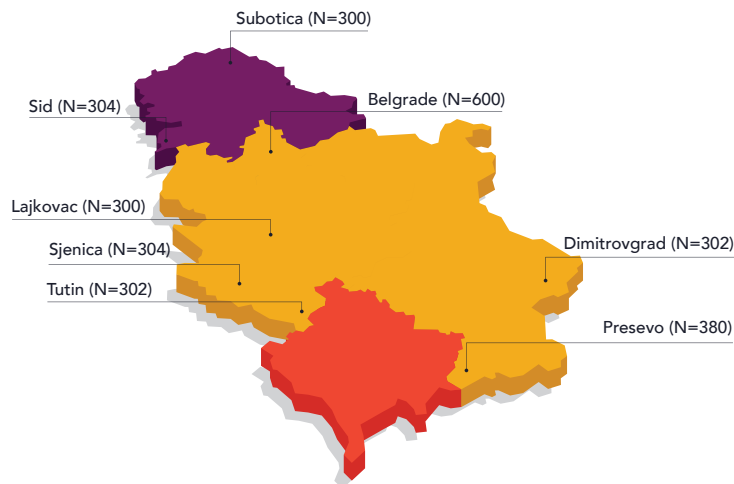 Subotica (N=300)
Belgrade (N=600)
Sid (N=304)
Lajkovac (N=300)
Dimitrovgrad (N=302)
Sjenica (N=304)
Tutin (N=302)
Presevo (N=380)